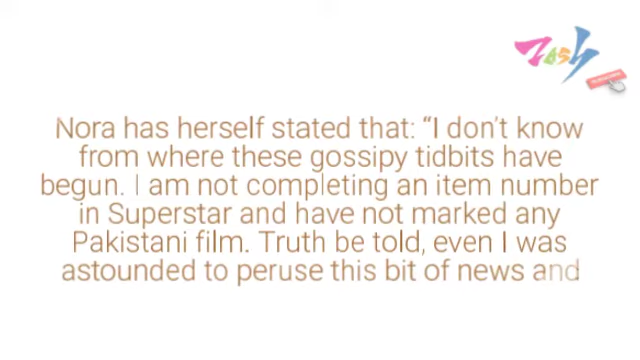 Nora has herself stated that: “I don’t know
from where these gossipy tidbits have
begun. I am not completing an item number
in Superstar and have not marked any
Pakistani film. Truth be told, even I was
astounded to peruse this bit of news and